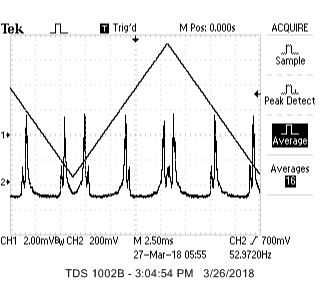 Tek T Trig'd M Pos: 0.000s ACQUIRE
Sample
Peak Detect
1 Average
2 Averages
16
CH1 2.00mVBw CH2 200mV M 2.50ms CH2 / 700mV
27-Mar-18 05:55 52.9720Hz
TDS 1002B - 3:04:54 PM 3/26/2018